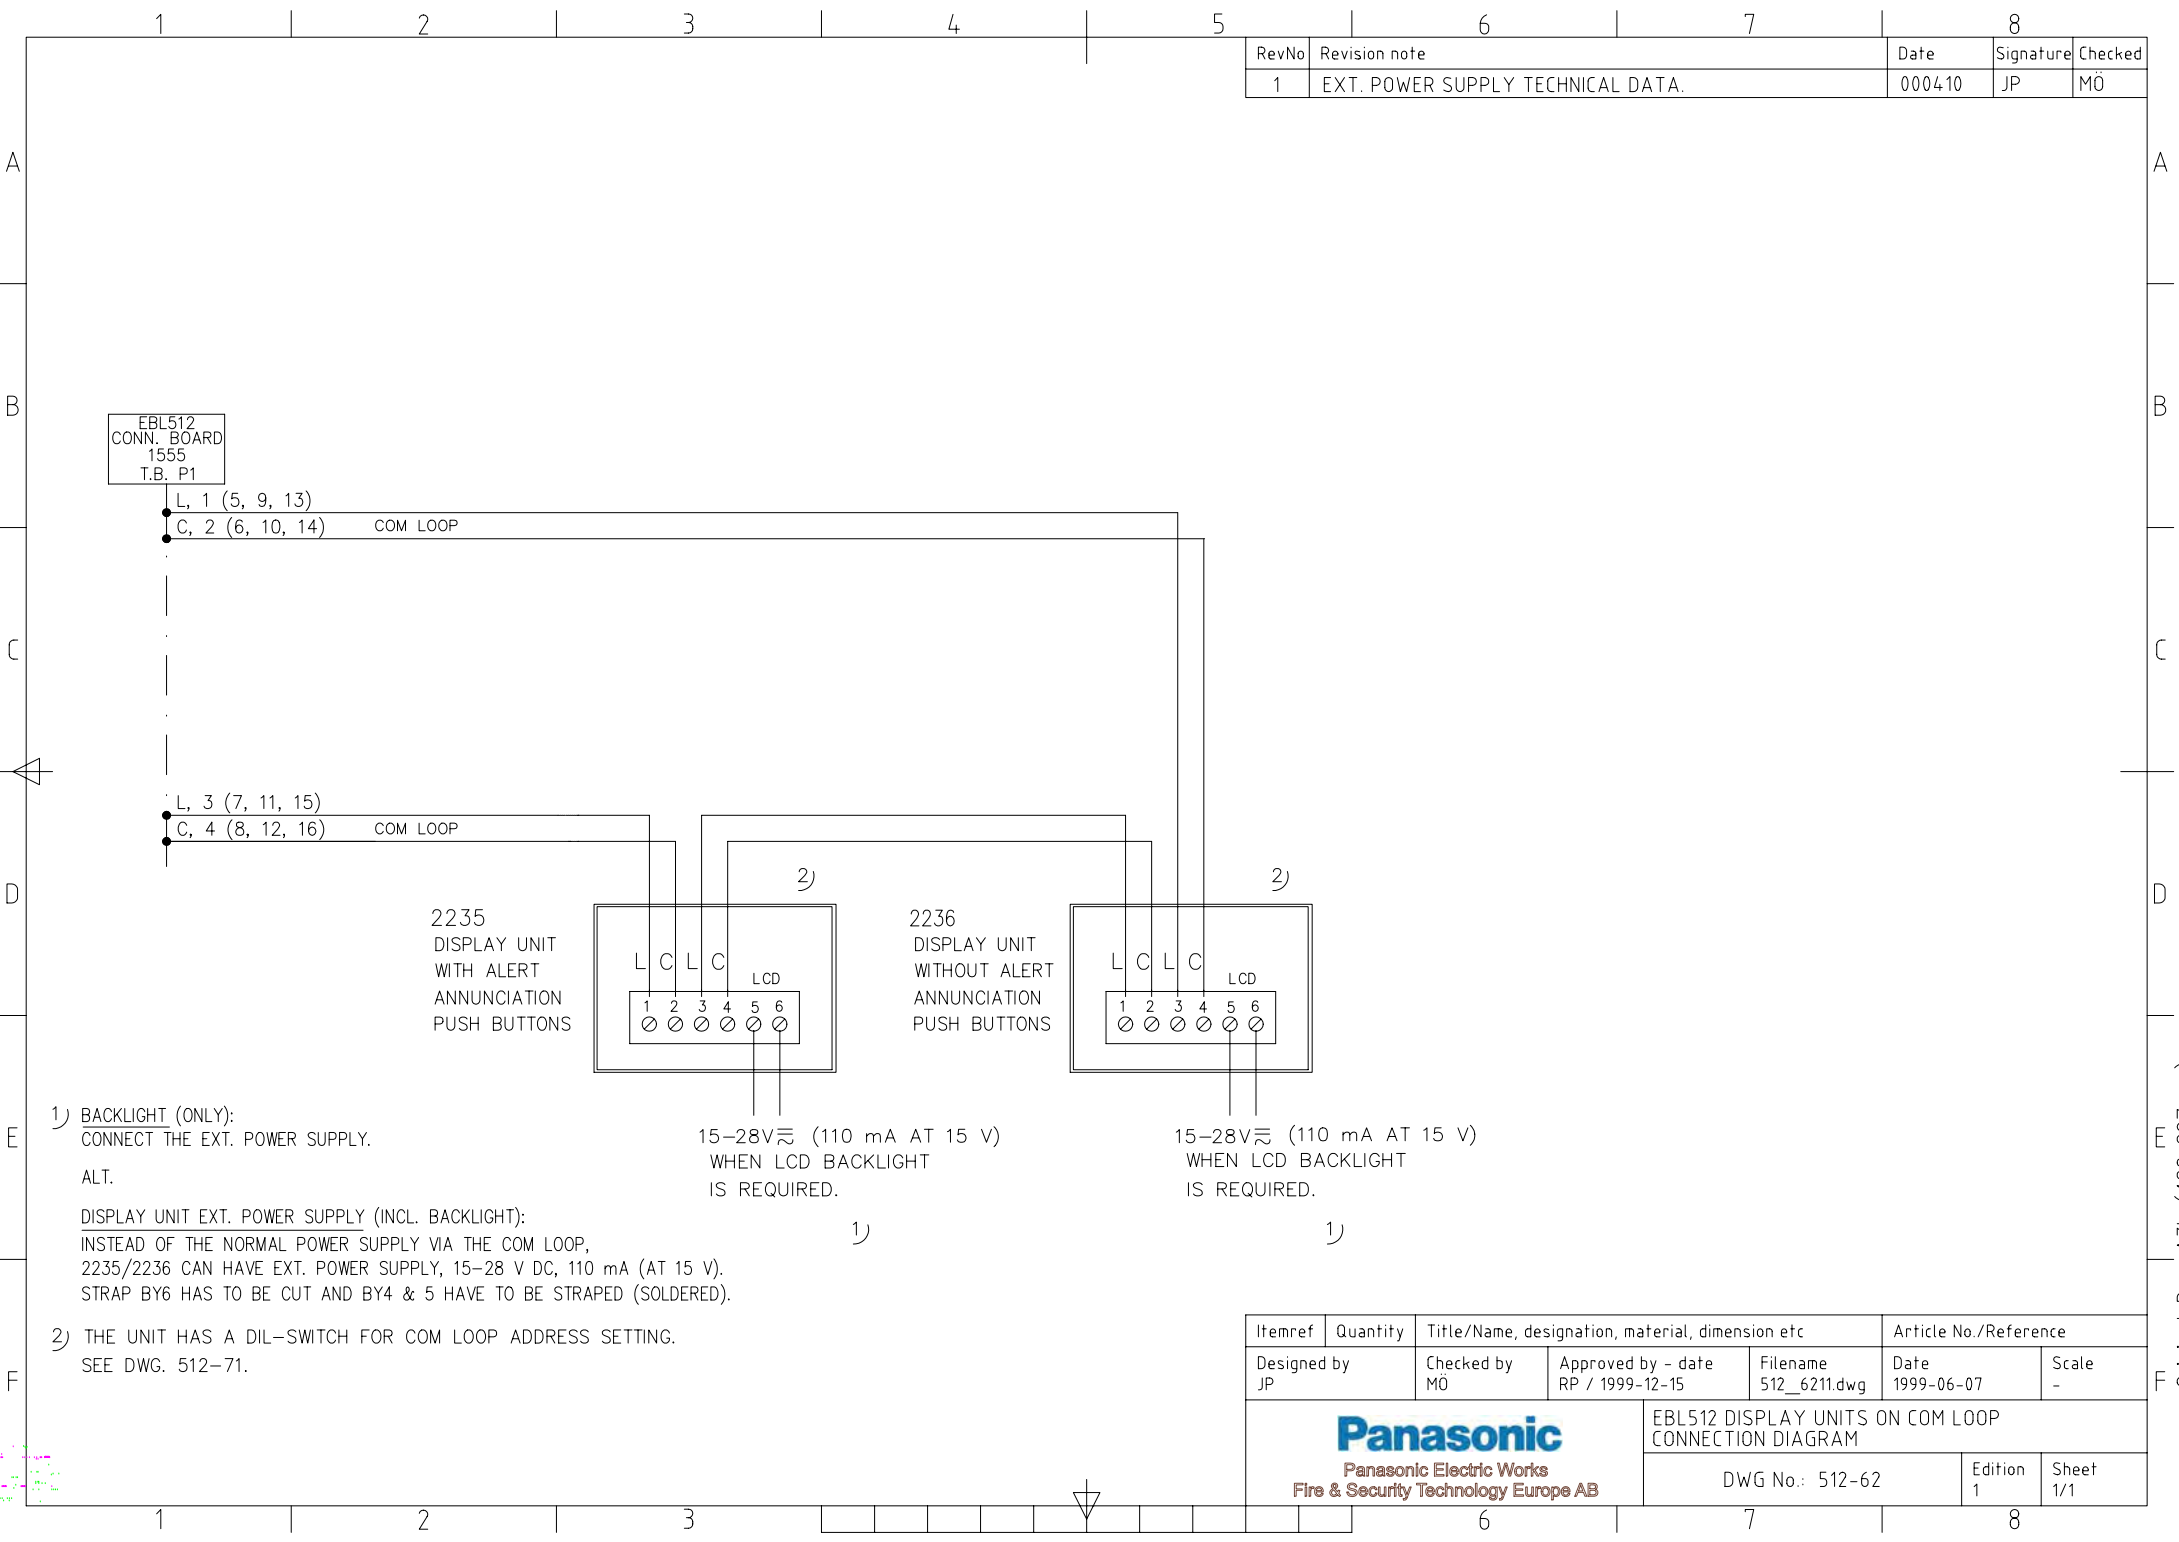 1 2 3 4 5 6 7 8
RevNo Revision note Date Signature Checked
1 EXT. POWER SUPPLY TECHNICAL DATA. 000410 JP MÖ
A A
B B
EBL512
CONN. BOARD
1555
T.B. P1
L, 1 (5, 9, 13)
C, 2 (6, 10, 14) COM LOOP
C C
L, 3 (7, 11, 15)
C, 4 (8, 12, 16) COM LOOP
D D
2)
2)
2235
DISPLAY UNIT
WITH ALERT
ANNUNCIATION
PUSH BUTTONS
L C L C
LCD
1 2 3 4 5 6
2236
DISPLAY UNIT
WITHOUT ALERT
ANNUNCIATION
PUSH BUTTONS
L C L C
LCD
1 2 3 4 5 6
E E
15-28V⎓ (110 mA AT 15 V)
WHEN LCD BACKLIGHT
IS REQUIRED.
1)
15-28V⎓ (110 mA AT 15 V)
WHEN LCD BACKLIGHT
IS REQUIRED.
1)
1) BACKLIGHT (ONLY):
CONNECT THE EXT. POWER SUPPLY.
ALT.
DISPLAY UNIT EXT. POWER SUPPLY (INCL. BACKLIGHT):
INSTEAD OF THE NORMAL POWER SUPPLY VIA THE COM LOOP,
2235/2236 CAN HAVE EXT. POWER SUPPLY, 15-28 V DC, 110 mA (AT 15 V).
STRAP BY6 HAS TO BE CUT AND BY4 & 5 HAVE TO BE STRAPED (SOLDERED).
2) THE UNIT HAS A DIL-SWITCH FOR COM LOOP ADDRESS SETTING.
SEE DWG. 512-71.
F F
Itemref Quantity Title/Name, designation, material, dimension etc Article No./Reference
Designed by Checked by Approved by - date Filename Date Scale
JP MÖ RP / 1999-12-15 512__6211.dwg 1999-06-07 -
Panasonic
Panasonic Electric Works
Fire & Security Technology Europe AB
EBL512 DISPLAY UNITS ON COM LOOP
CONNECTION DIAGRAM
DWG No.: 512-62
Edition
1
Sheet
1/1
1 2 3 6 7 8